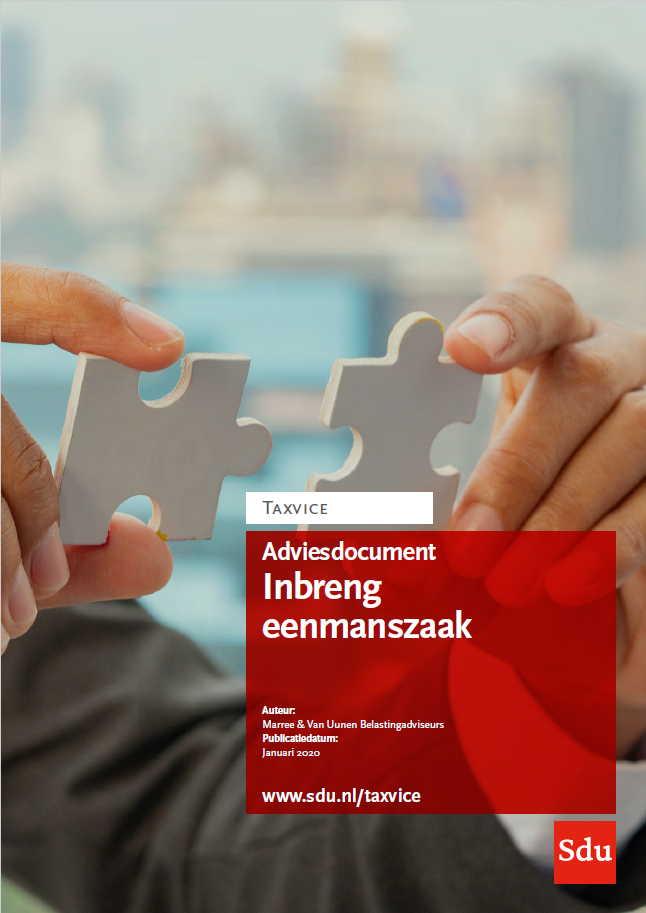 Taxvice
Adviesdocument
Inbreng
eenmanszaak
Auteur:
Marree & Van Uunen Belastingadviseurs
Publicatiedatum:
Januari 2020
www.sdu.nl/taxvice
Sdu